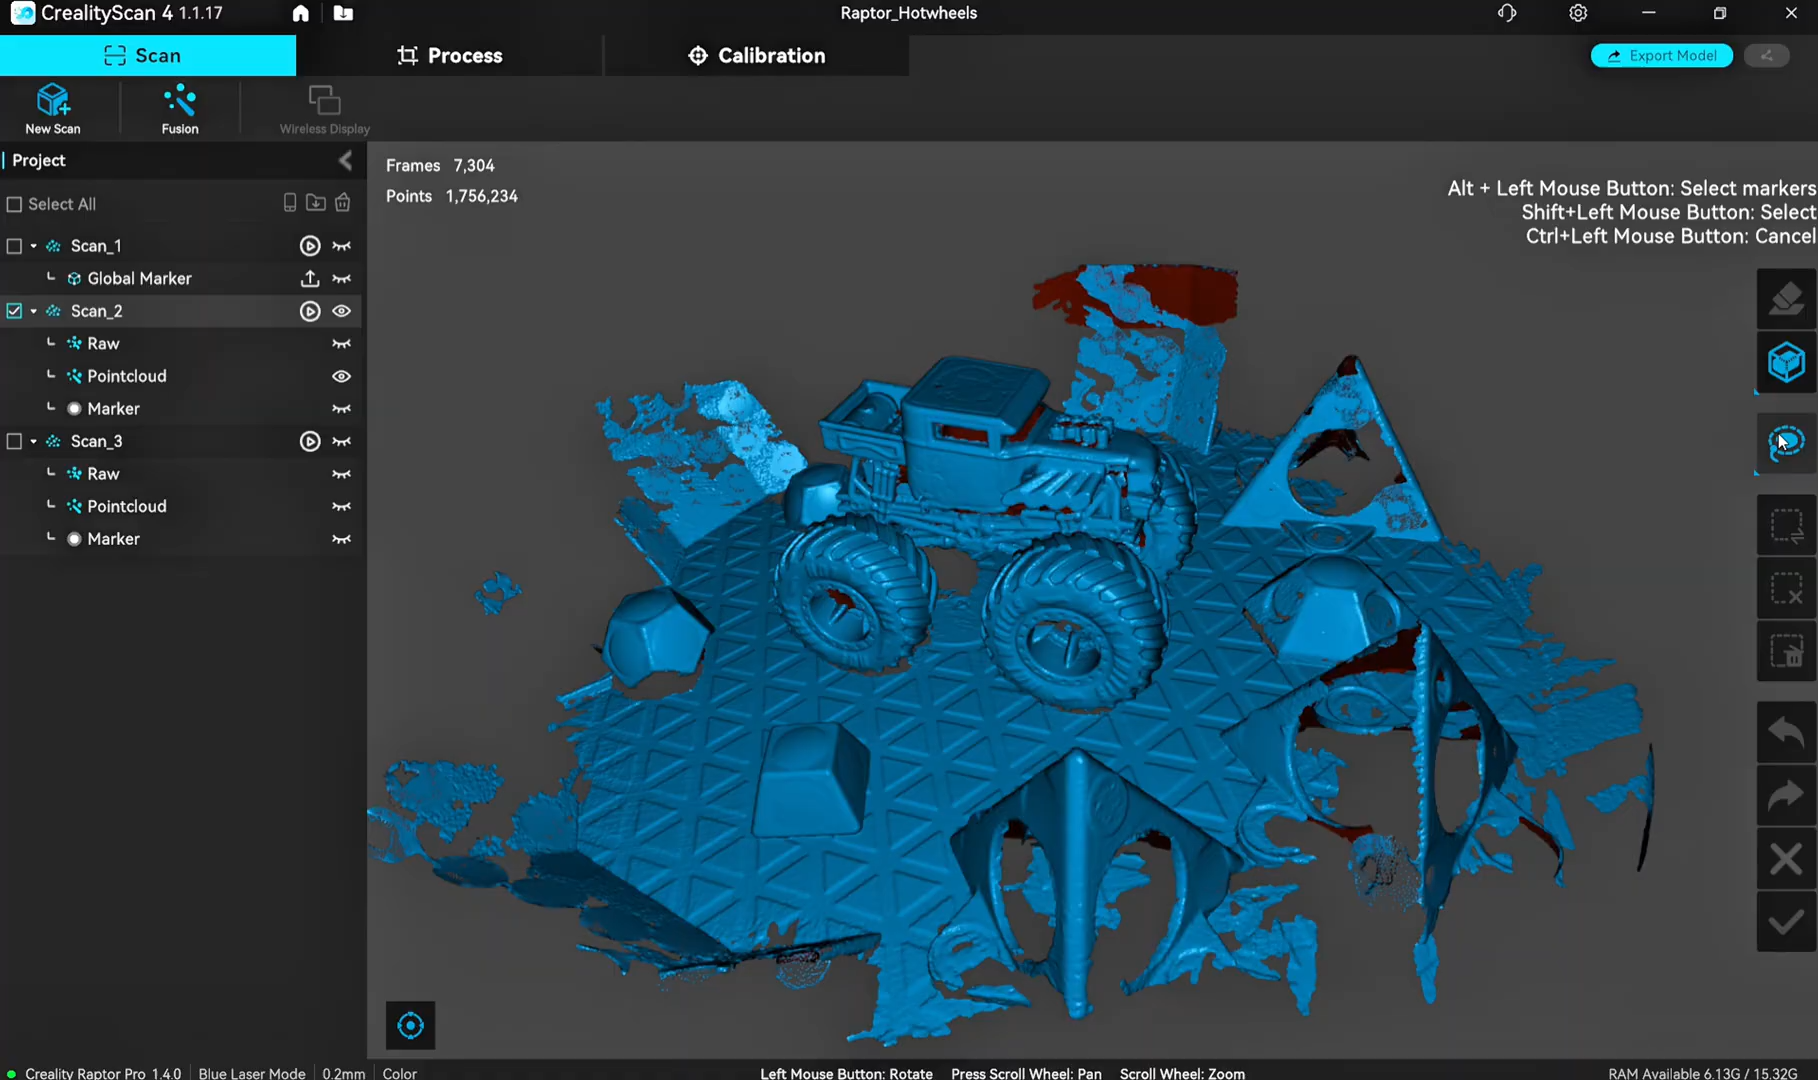 CrealityScan 4 1.1.17
Raptor_Hotwheels
Scan
Process
Calibration
Export Model
New Scan
Fusion
Wireless Display
Project
Select All
Scan_1
Global Marker
Scan_2
Raw
Pointcloud
Marker
Scan_3
Raw
Pointcloud
Marker
Frames 7,304
Points 1,756,234
Alt + Left Mouse Button: Select markers
Shift+Left Mouse Button: Select
Ctrl+Left Mouse Button: Cancel
Creality Raptor Pro 1.4.0
Blue Laser Mode
0.2mm
Color
Left Mouse Button: Rotate
Press Scroll Wheel: Pan
Scroll Wheel: Zoom
RAM Available 6.13G / 15.32G